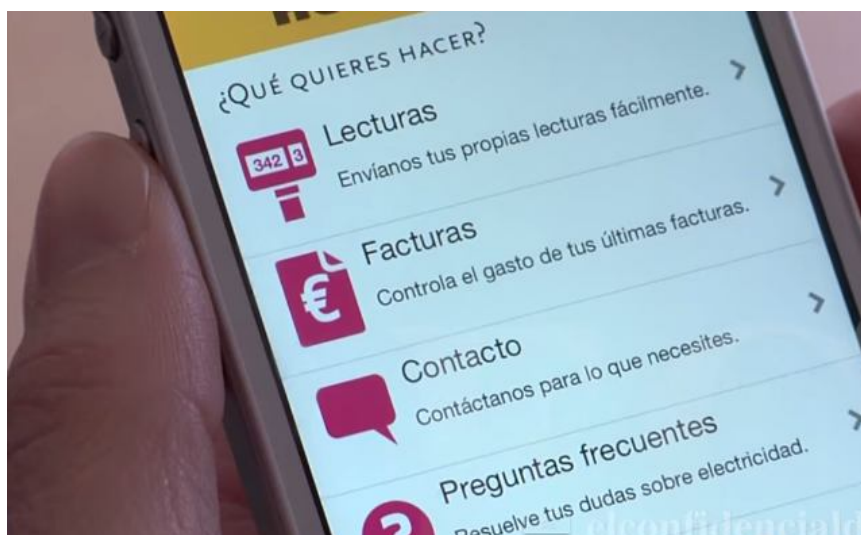 ¿QUÉ QUIERES HACER?
Lecturas
342 3
Envíanos tus propias lecturas fácilmente.
Facturas
€
Controla el gasto de tus últimas facturas.
Contacto
Contáctanos para lo que necesites.
Preguntas frecuentes
?
Resuelve tus dudas sobre electricidad.
elconfidenciald